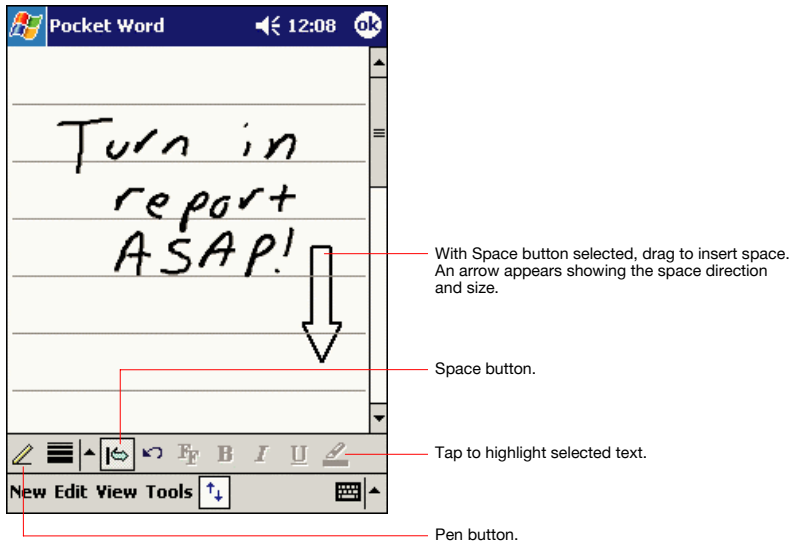 Pocket Word 12:08 ok
Turn in
report
ASAP!
With Space button selected, drag to insert space.
An arrow appears showing the space direction
and size.
Space button.
FF B I U
Tap to highlight selected text.
New Edit View Tools
Pen button.